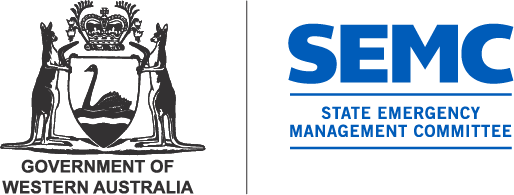 GOVERNMENT OF
WESTERN AUSTRALIA
SEMC
STATE EMERGENCY
MANAGEMENT COMMITTEE